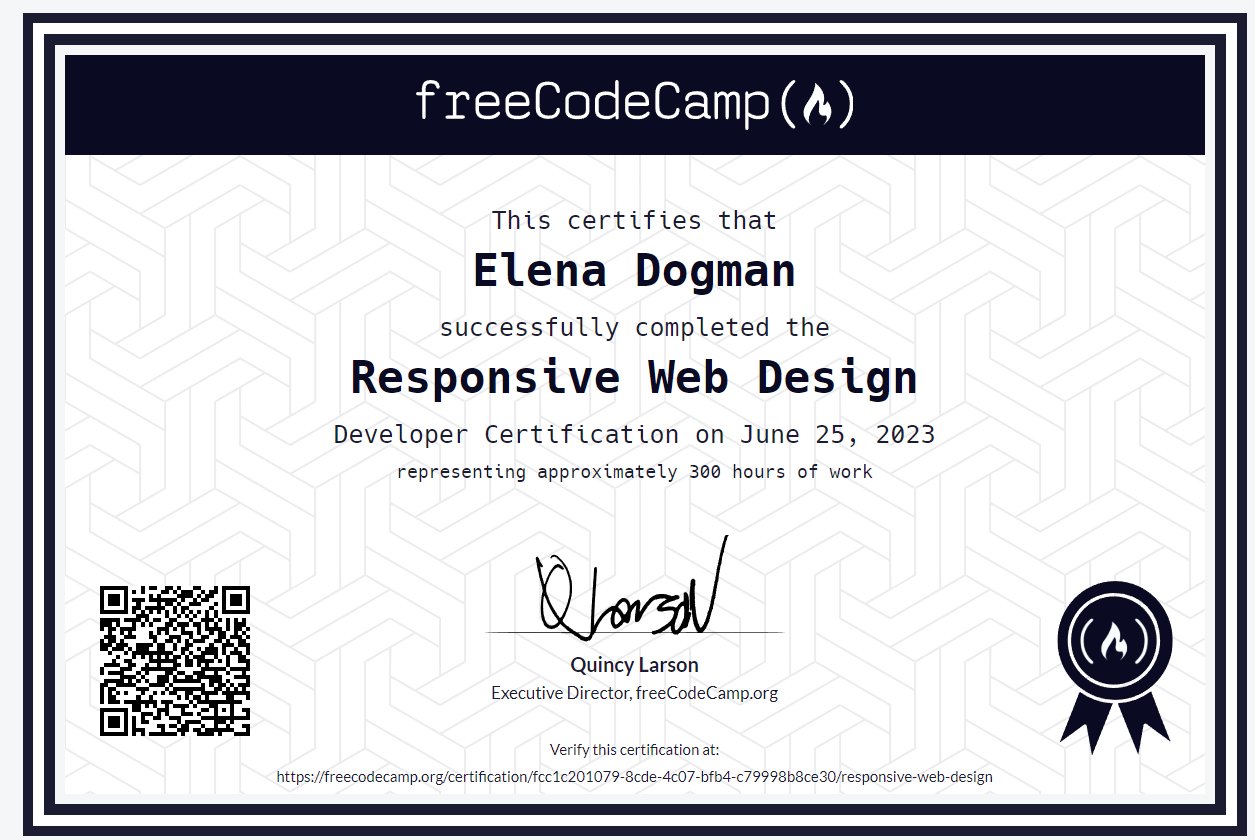 freeCodeCamp
This certifies that
Elena Dogman
successfully completed the
Responsive Web Design
Developer Certification on June 25, 2023
representing approximately 300 hours of work
Q Larson
Quincy Larson
Executive Director, freeCodeCamp.org
Verify this certification at:
https://freecodecamp.org/certification/fcc1c201079-8cde-4c07-bfb4-c79998b8ce30/responsive-web-design